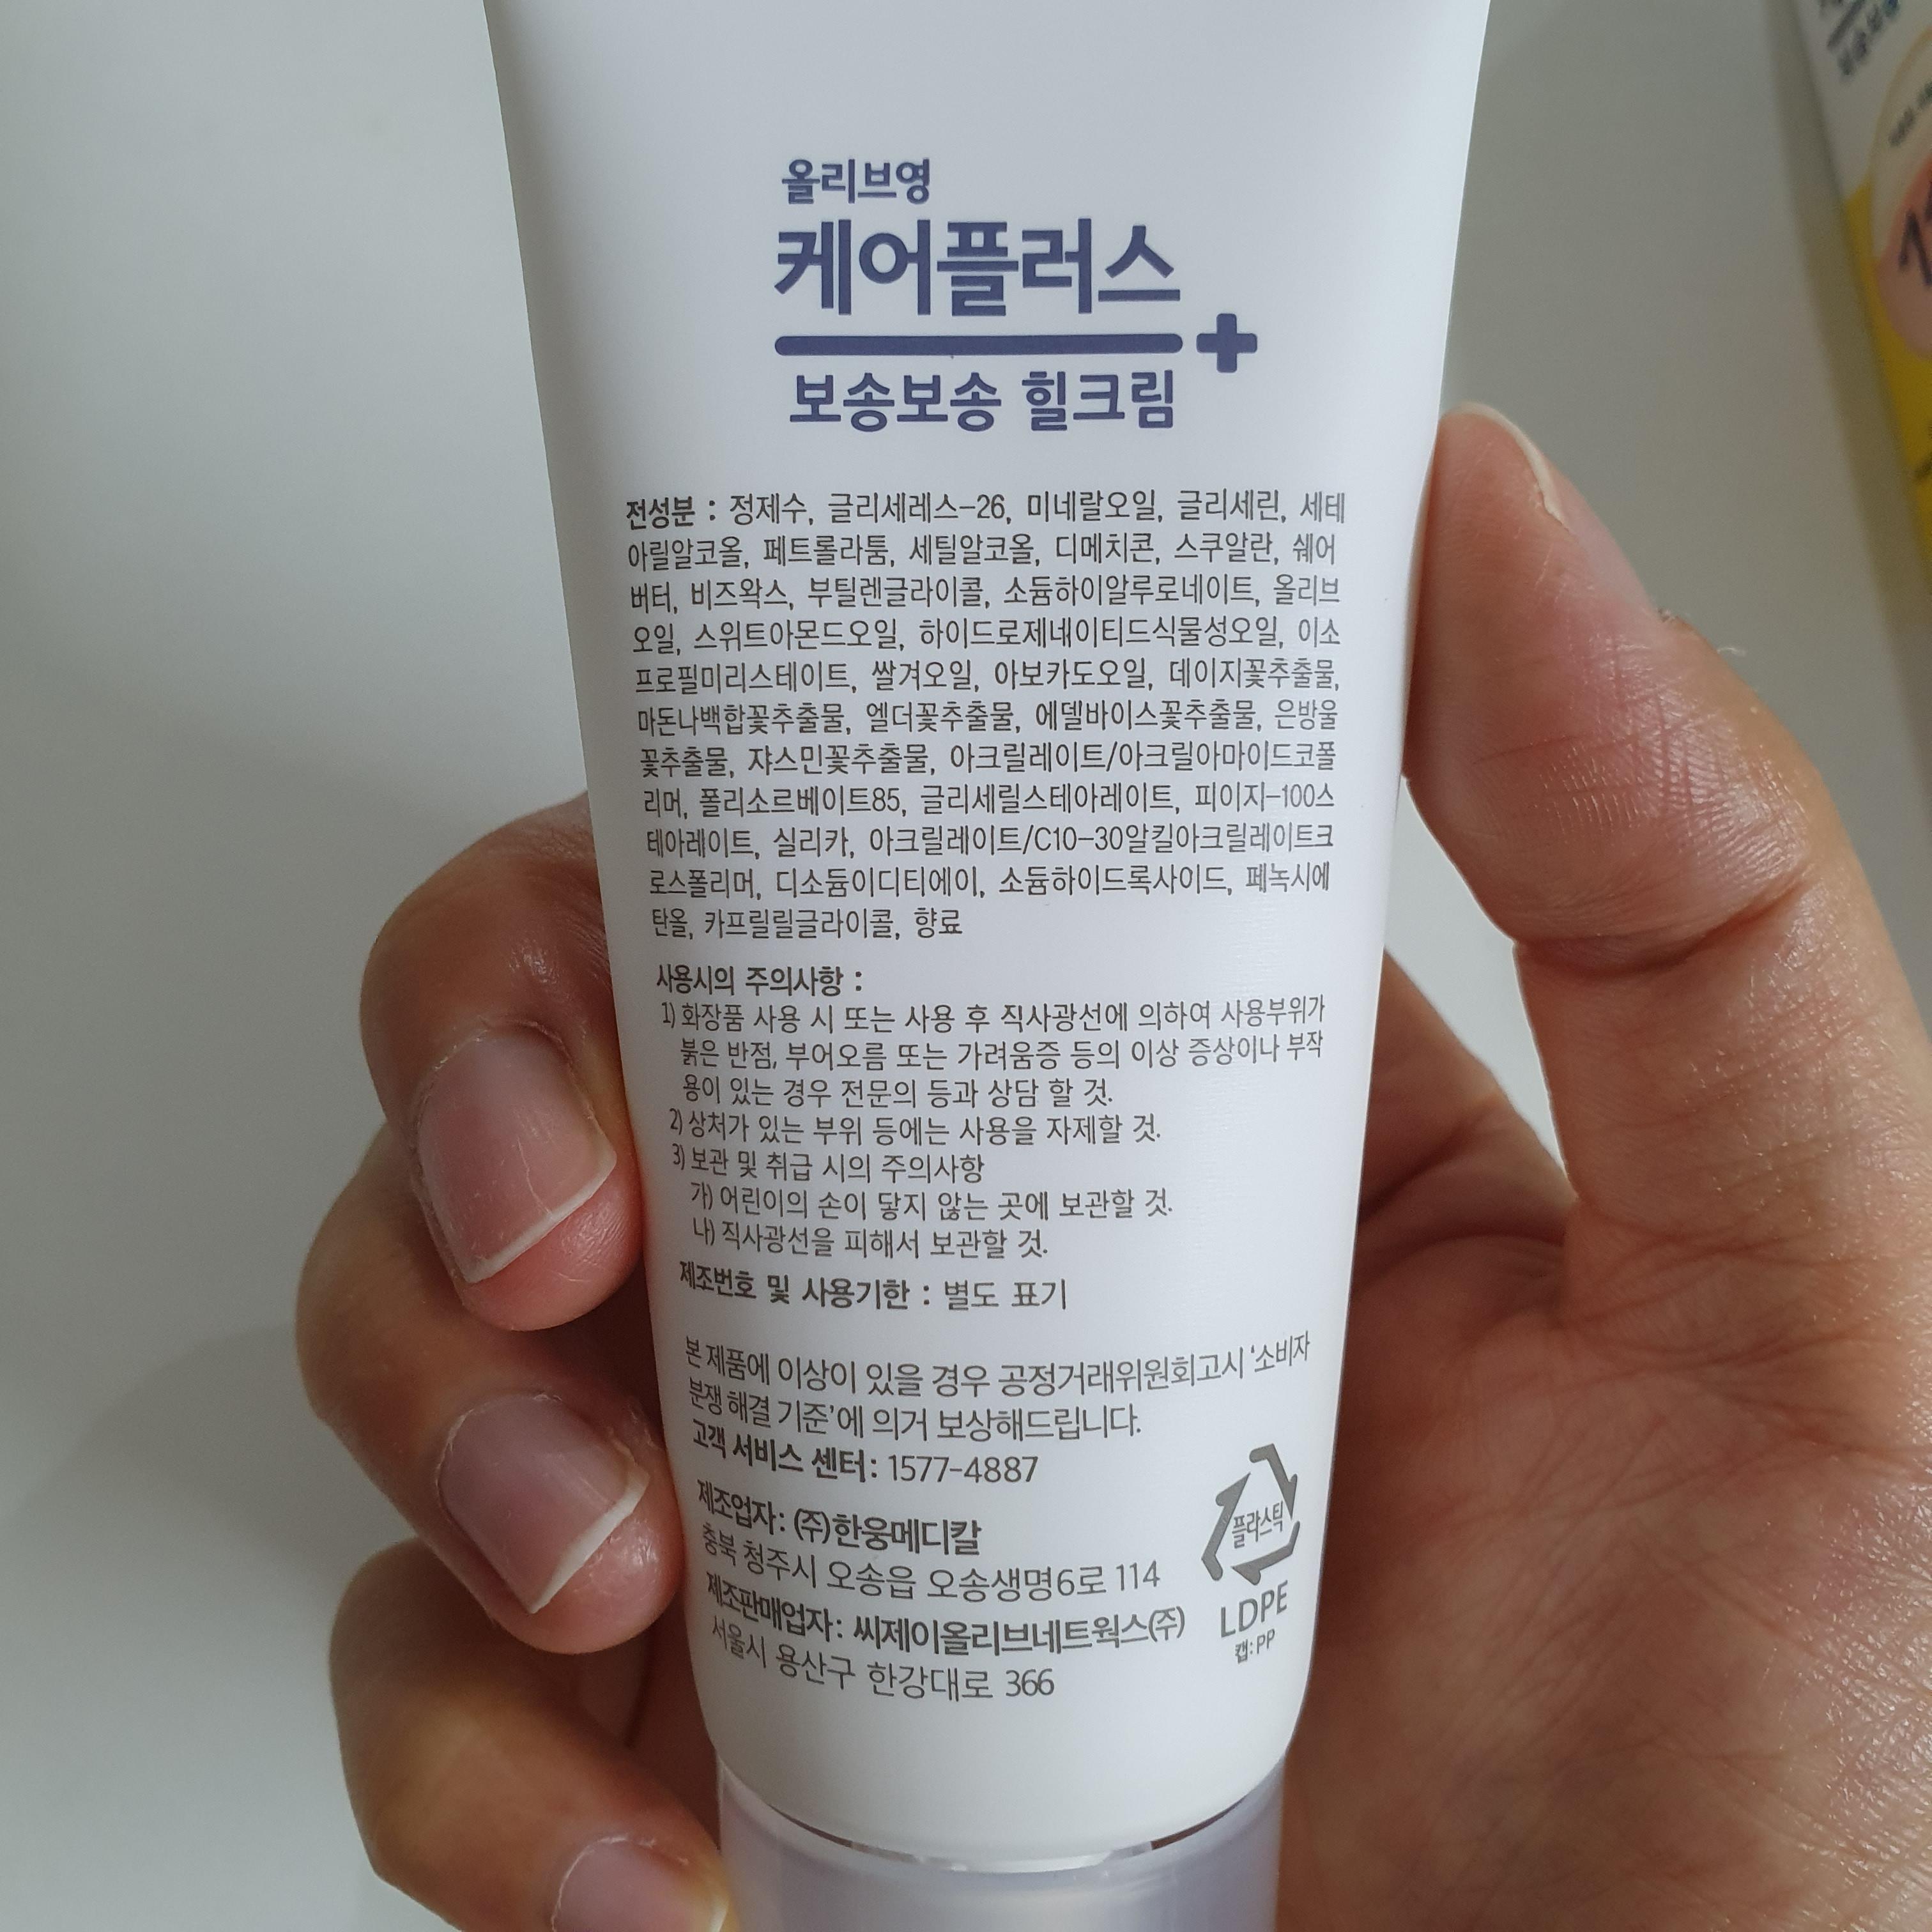 올리브영
케어플러스
보송보송 힐크림
전성분 : 정제수, 글리세레스-26, 미네랄오일, 글리세린, 세테
아릴알코올, 페트롤라툼, 세틸알코올, 디메치콘, 스쿠알란, 쉐어
버터, 비즈왁스, 부틸렌글라이콜, 소듐하이알루로네이트, 올리브
오일, 스위트아몬드오일, 하이드로제네이티드식물성오일, 이소
프로필미리스테이트, 쌀겨오일, 아보카도오일, 데이지꽃추출물,
마돈나백합꽃추출물, 엘더꽃추출물, 에델바이스꽃추출물, 은방울
꽃추출물, 쟈스민꽃추출물, 아크릴레이트/아크릴아마이드코폴
리머, 폴리소르베이트85, 글리세릴스테아레이트, 피이지-100스
테아레이트, 실리카, 아크릴레이트/C10-30알킬아크릴레이트크
로스폴리머, 디소듐이디티에이, 소듐하이드록사이드, 페녹시에
탄올, 카프릴릴글라이콜, 향료
사용시의 주의사항 :
1) 화장품 사용 시 또는 사용 후 직사광선에 의하여 사용부위가
붉은 반점, 부어오름 또는 가려움증 등의 이상 증상이나 부작
용이 있는 경우 전문의 등과 상담 할 것.
2) 상처가 있는 부위 등에는 사용을 자제할 것.
3) 보관 및 취급 시의 주의사항
가) 어린이의 손이 닿지 않는 곳에 보관할 것.
나) 직사광선을 피해서 보관할 것.
제조번호 및 사용기한 : 별도 표기
본 제품에 이상이 있을 경우 공정거래위원회고시 '소비자
분쟁 해결 기준'에 의거 보상해드립니다.
고객 서비스 센터: 1577-4887
제조업자: (주)한웅메디칼
충북 청주시 오송읍 오송생명6로 114
제조판매업자: 씨제이올리브네트웍스(주)
서울시 용산구 한강대로 366
플라스틱
LDPE
캡: PP